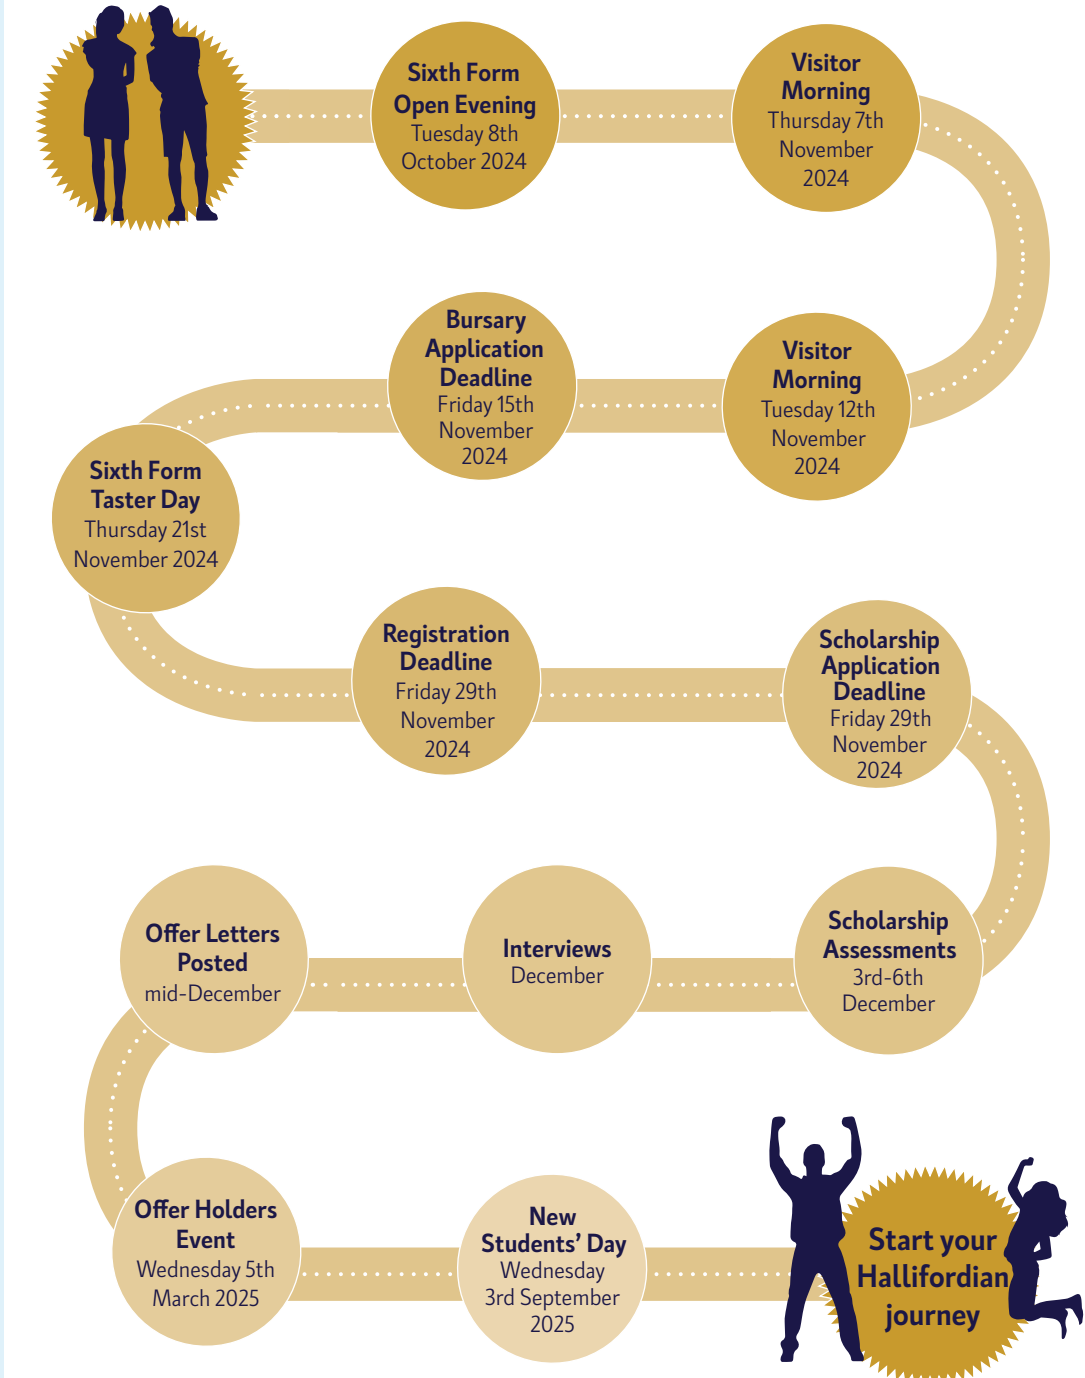 Sixth Form
Open Evening
Tuesday 8th
October 2024
Visitor
Morning
Thursday 7th
November
2024
Visitor
Morning
Tuesday 12th
November
2024
Bursary
Application
Deadline
Friday 15th
November
2024
Sixth Form
Taster Day
Thursday 21st
November 2024
Registration
Deadline
Friday 29th
November
2024
Scholarship
Application
Deadline
Friday 29th
November
2024
Scholarship
Assessments
3rd-6th
December
Interviews
December
Offer Letters
Posted
mid-December
Offer Holders
Event
Wednesday 5th
March 2025
New
Students’ Day
Wednesday
3rd September
2025
Start your
Hallifordian
journey